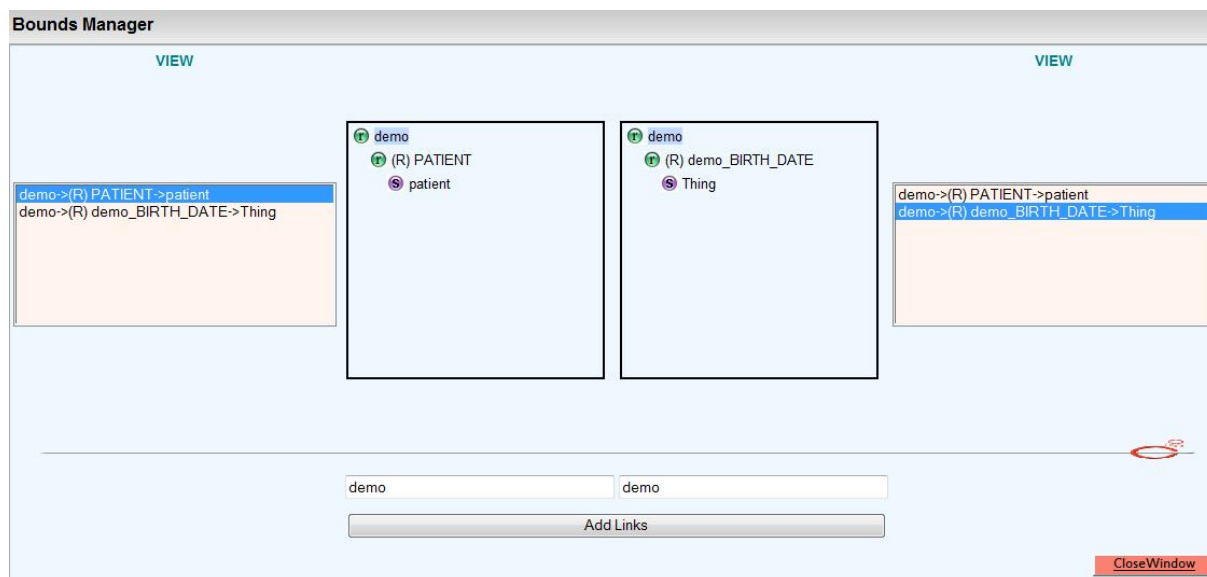 Bounds Manager
VIEW
VIEW
demo->(R) PATIENT->patient
demo->(R) demo_BIRTH_DATE->Thing
r demo
r (R) PATIENT
S patient
r demo
r (R) demo_BIRTH_DATE
S Thing
demo->(R) PATIENT->patient
demo->(R) demo_BIRTH_DATE->Thing
demo
demo
Add Links
CloseWindow